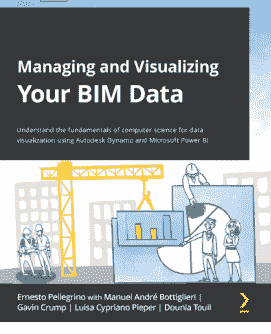 Managing and Visualizing
Your BIM Data
Understand the fundamentals of computer science for data
visualization using Autodesk Dynamo and Microsoft Power BI
Ernesto Pellegrino with Manuel André Bottiglieri |
Gavin Crump | Luisa Cypriano Pieper | Dounia Touil